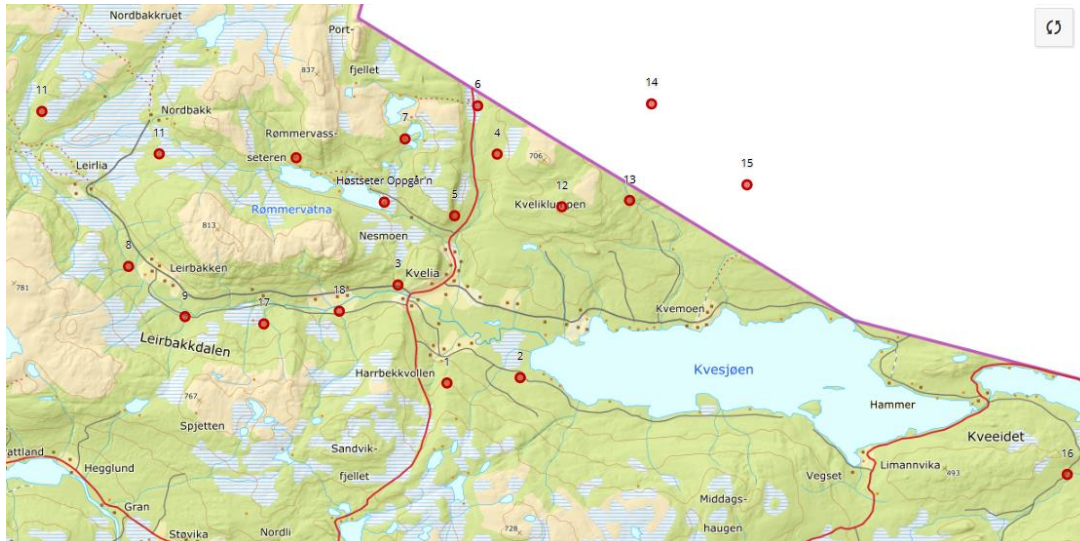 Nordbakkruet
Port-
fjellet
837
6
14
11
7
Nordbakk
Rømmervass-
seteren
11
4
706
Leirlia
15
Høstseter Oppgår'n
12
13
5
Kveliklumpen
Rømmervatna
813
Nesmoen
8
Leirbakken
3
Kvelia
781
9
17
18
Kvemoen
Leirbakkdalen
1
2
Harrbekkvollen
Kvesjøen
767
Spjetten
Hammer
Kveeidet
Sandvik-
fjellet
16
attland
Hegglund
Limannvika
493
Vegset
Gran
Middags-
haugen
Støvika
Nordli
728